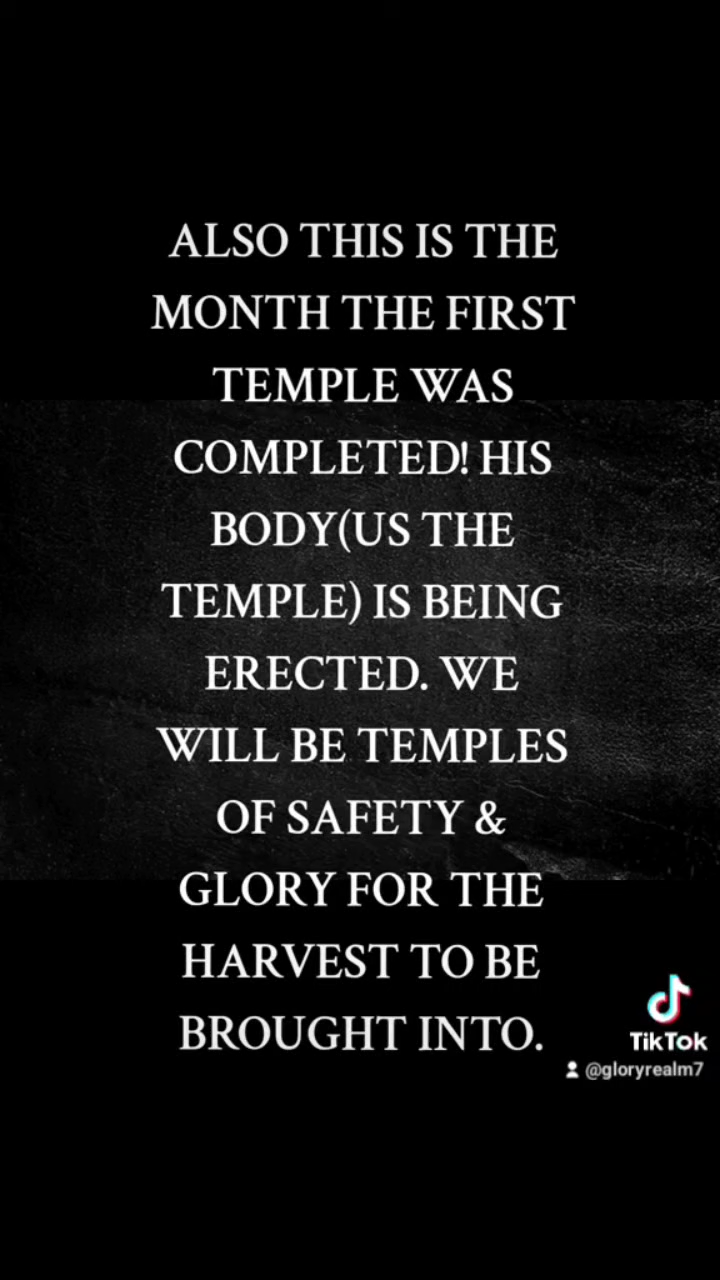 ALSO THIS IS THE
MONTH THE FIRST
TEMPLE WAS
COMPLETED! HIS
BODY(US THE
TEMPLE) IS BEING
ERECTED. WE
WILL BE TEMPLES
OF SAFETY &
GLORY FOR THE
HARVEST TO BE
BROUGHT INTO.
TikTok
@gloryrealm7